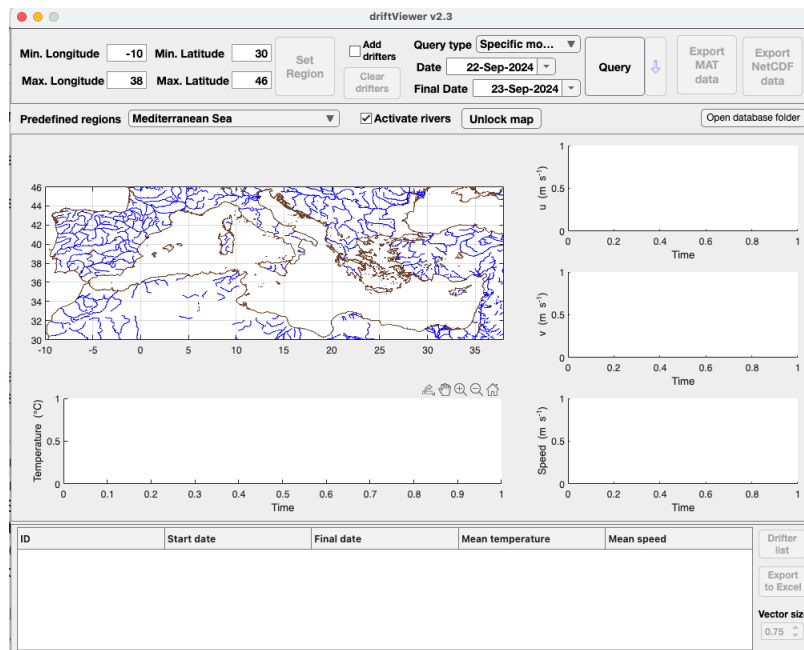 driftViewer v2.3
Min. Longitude -10 Min. Latitude 30
Max. Longitude 38 Max. Latitude 46
Set
Region
Add
drifters
Clear
drifters
Query type Specific mo...
Date 22-Sep-2024
Final Date 23-Sep-2024
Query
Export
MAT
data
Export
NetCDF
data
Predefined regions Mediterranean Sea Activate rivers Unlock map Open database folder
46
44
42
40
38
36
34
32
30
-10 -5 0 5 10 15 20 25 30 35
1
0.5
0
u (m s⁻¹)
0 0.2 0.4 0.6 0.8 1
Time
1
0.5
0
v (m s⁻¹)
0 0.2 0.4 0.6 0.8 1
Time
1
0.5
0
Temperature (°C)
0 0.1 0.2 0.3 0.4 0.5 0.6 0.7 0.8 0.9 1
Time
1
0.5
0
Speed (m s⁻¹)
0 0.2 0.4 0.6 0.8 1
Time
ID Start date Final date Mean temperature Mean speed
Drifter
list
Export
to Excel
Vector size
0.75